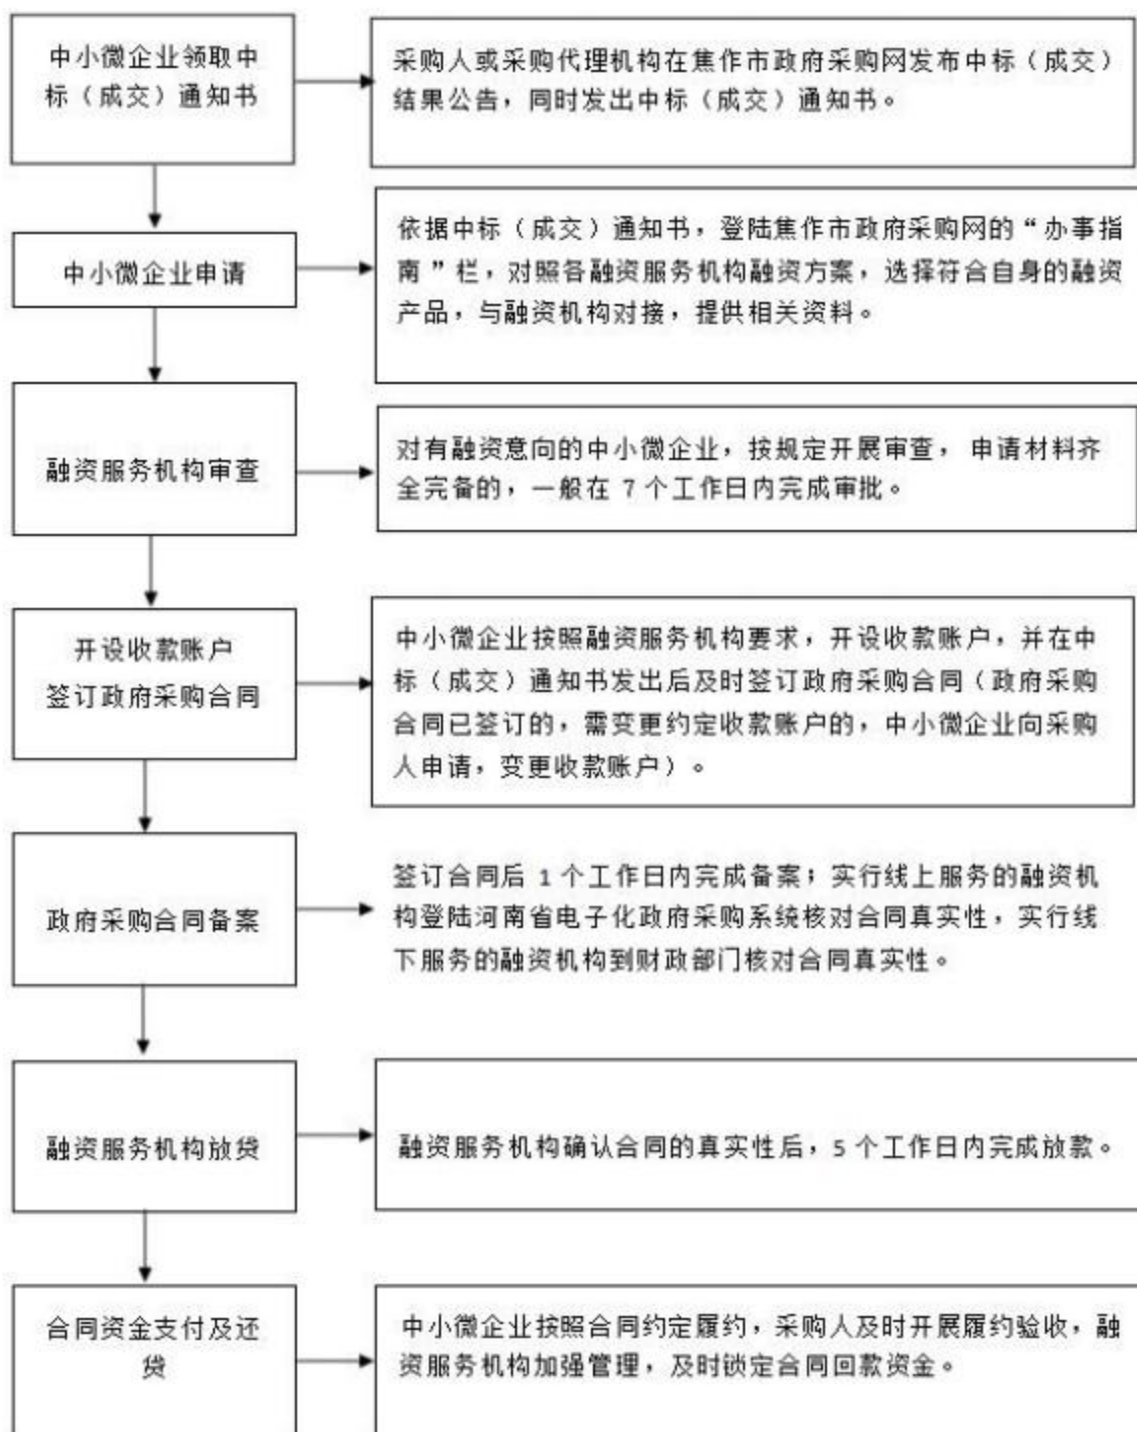 中小微企业领取中
标（成交）通知书
采购人或采购代理机构在焦作市政府采购网发布中标（成交）
结果公告，同时发出中标（成交）通知书。
中小微企业申请
依据中标（成交）通知书，登陆焦作市政府采购网的“办事指
南”栏，对照各融资服务机构融资方案，选择符合自身的融资
产品，与融资机构对接，提供相关资料。
融资服务机构审查
对有融资意向的中小微企业，按规定开展审查， 申请材料齐
全完备的，一般在 7 个工作日内完成审批。
开设收款账户
签订政府采购合同
中小微企业按照融资服务机构要求，开设收款账户，并在中
标（成交）通知书发出后及时签订政府采购合同（政府采购
合同已签订的，需变更约定收款账户的，中小微企业向采购
人申请，变更收款账户）。
政府采购合同备案
签订合同后 1 个工作日内完成备案；实行线上服务的融资机
构登陆河南省电子化政府采购系统核对合同真实性，实行线
下服务的融资机构到财政部门核对合同真实性。
融资服务机构放贷
融资服务机构确认合同的真实性后，5 个工作日内完成放款。
合同资金支付及还
贷
中小微企业按照合同约定履约，采购人及时开展履约验收，融
资服务机构加强管理，及时锁定合同回款资金。